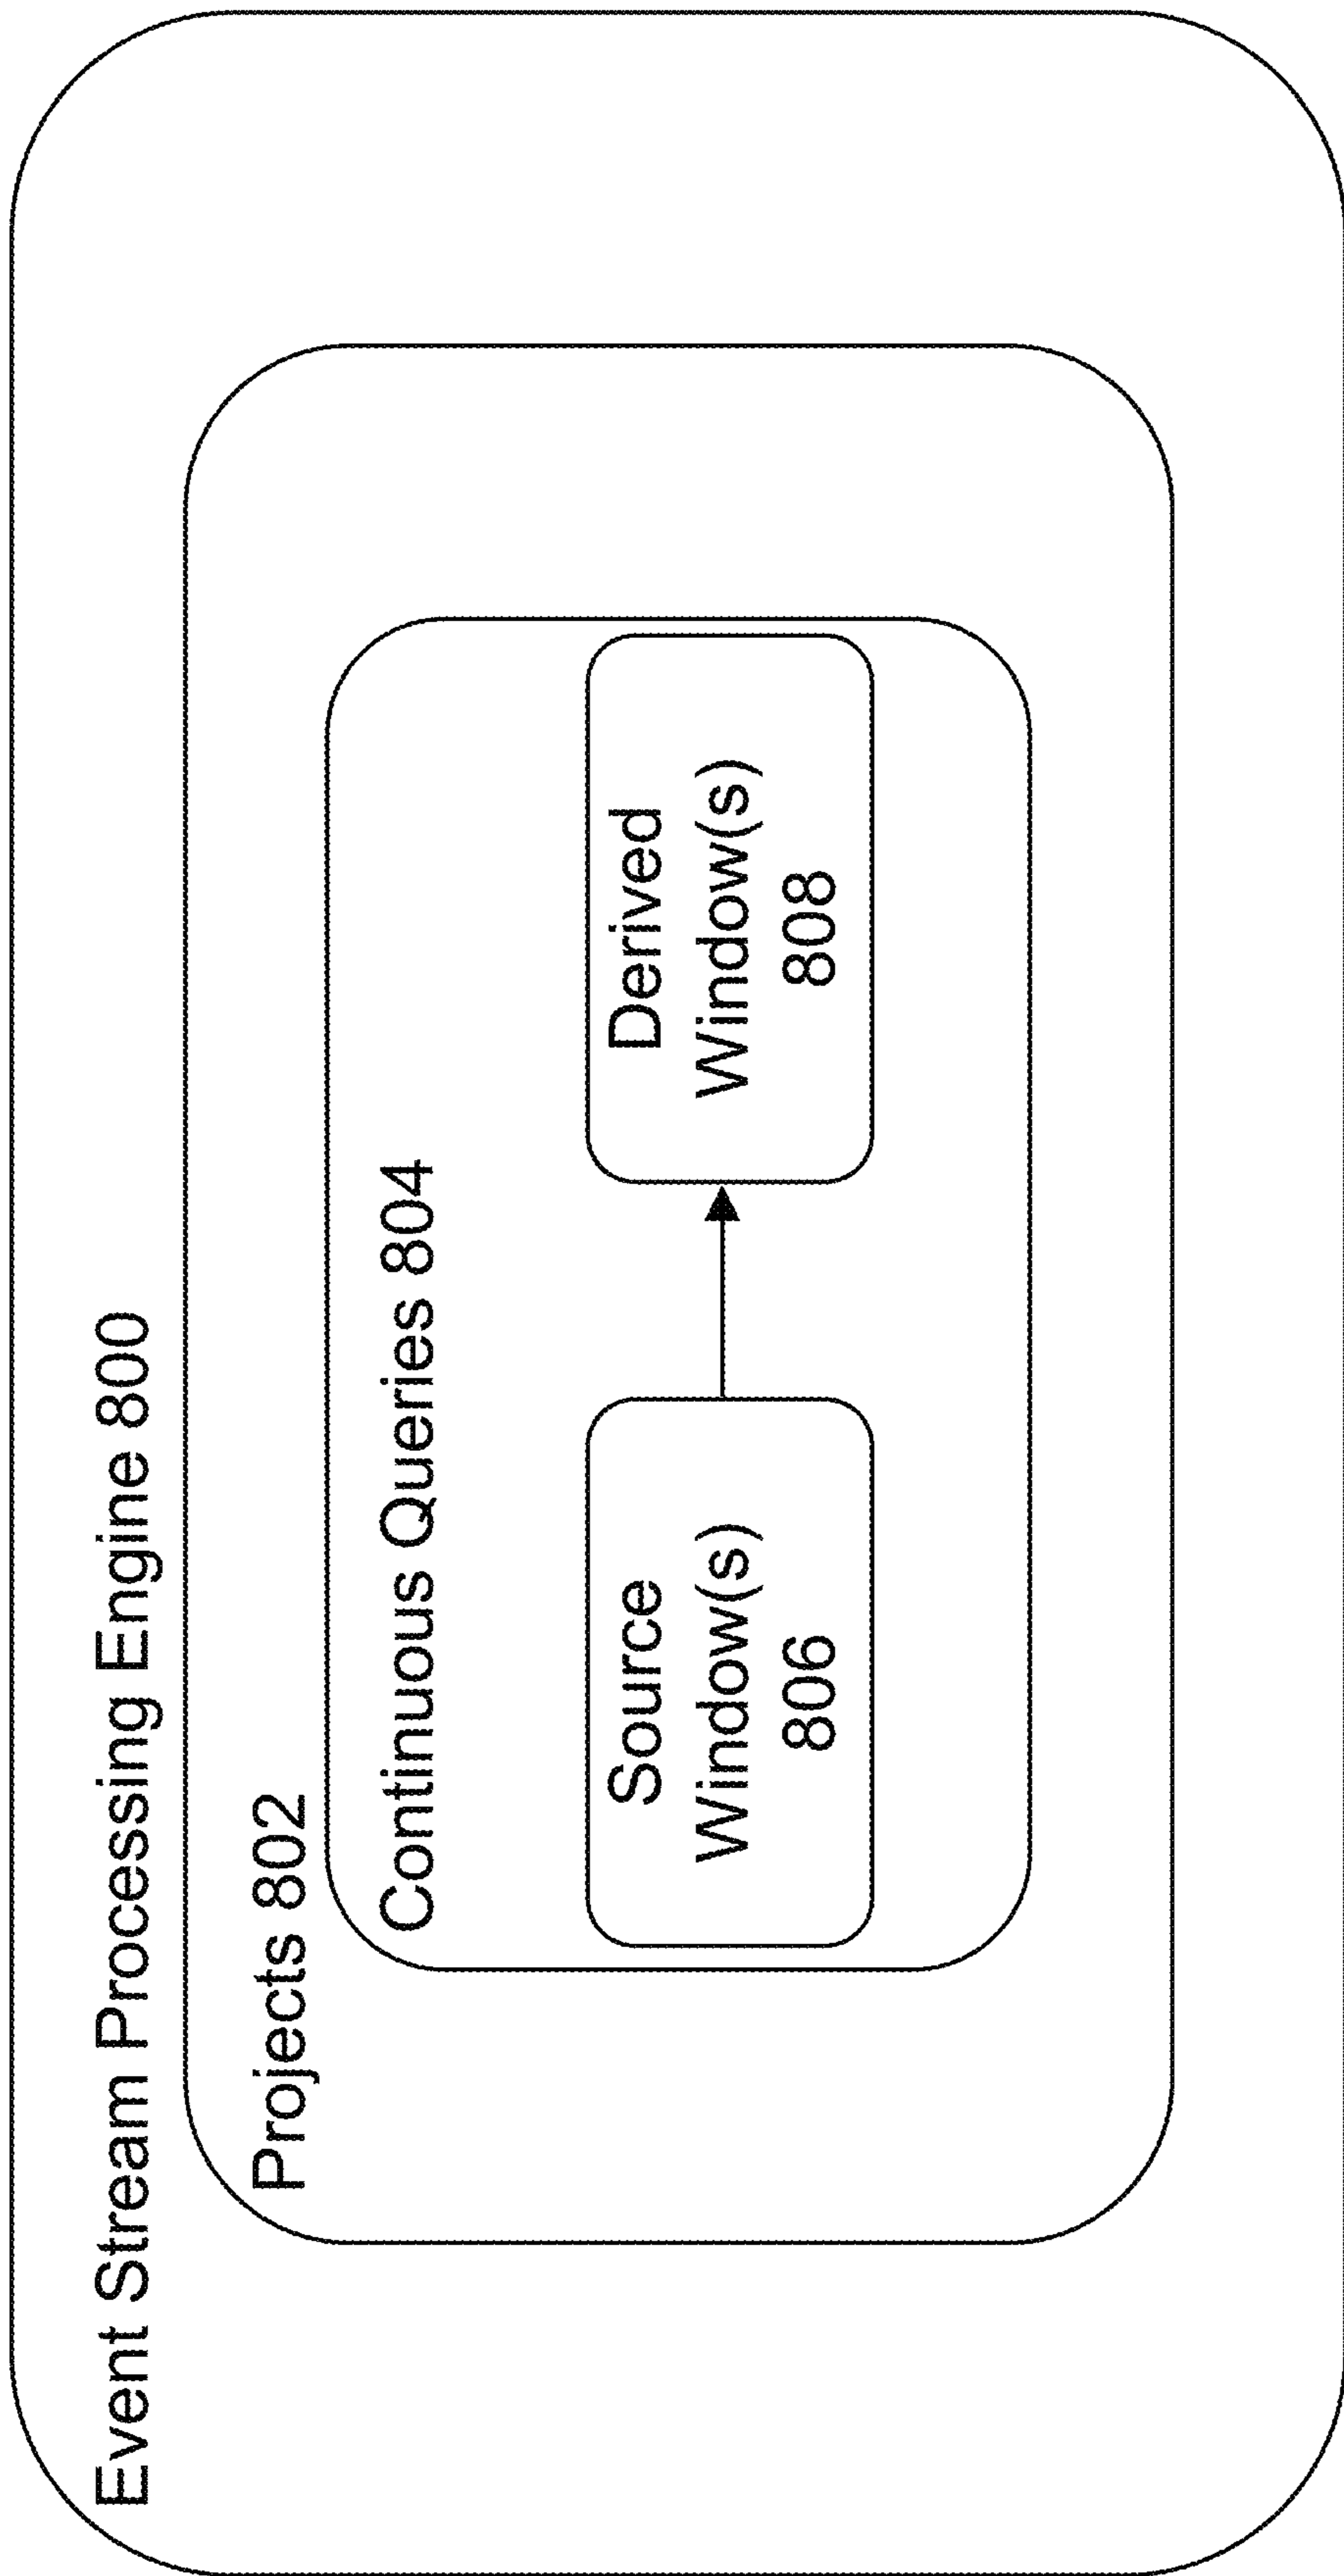 Event Stream Processing Engine 800
Projects 802
Continuous Queries 804
Source
Window(s)
806
Derived
Window(s)
808